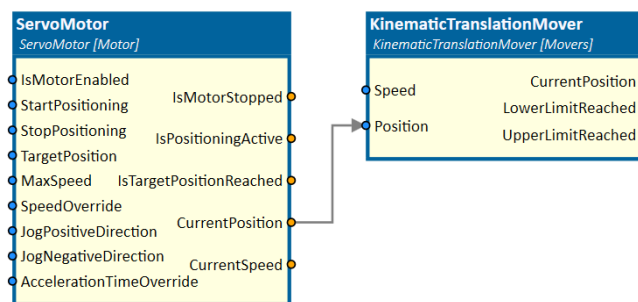 ServoMotor
ServoMotor [Motor]
IsMotorEnabled
StartPositioning
StopPositioning
TargetPosition
MaxSpeed
SpeedOverride
JogPositiveDirection
JogNegativeDirection
AccelerationTimeOverride
IsMotorStopped
IsPositioningActive
IsTargetPositionReached
CurrentPosition
CurrentSpeed
KinematicTranslationMover
KinematicTranslationMover [Movers]
Speed
Position
CurrentPosition
LowerLimitReached
UpperLimitReached